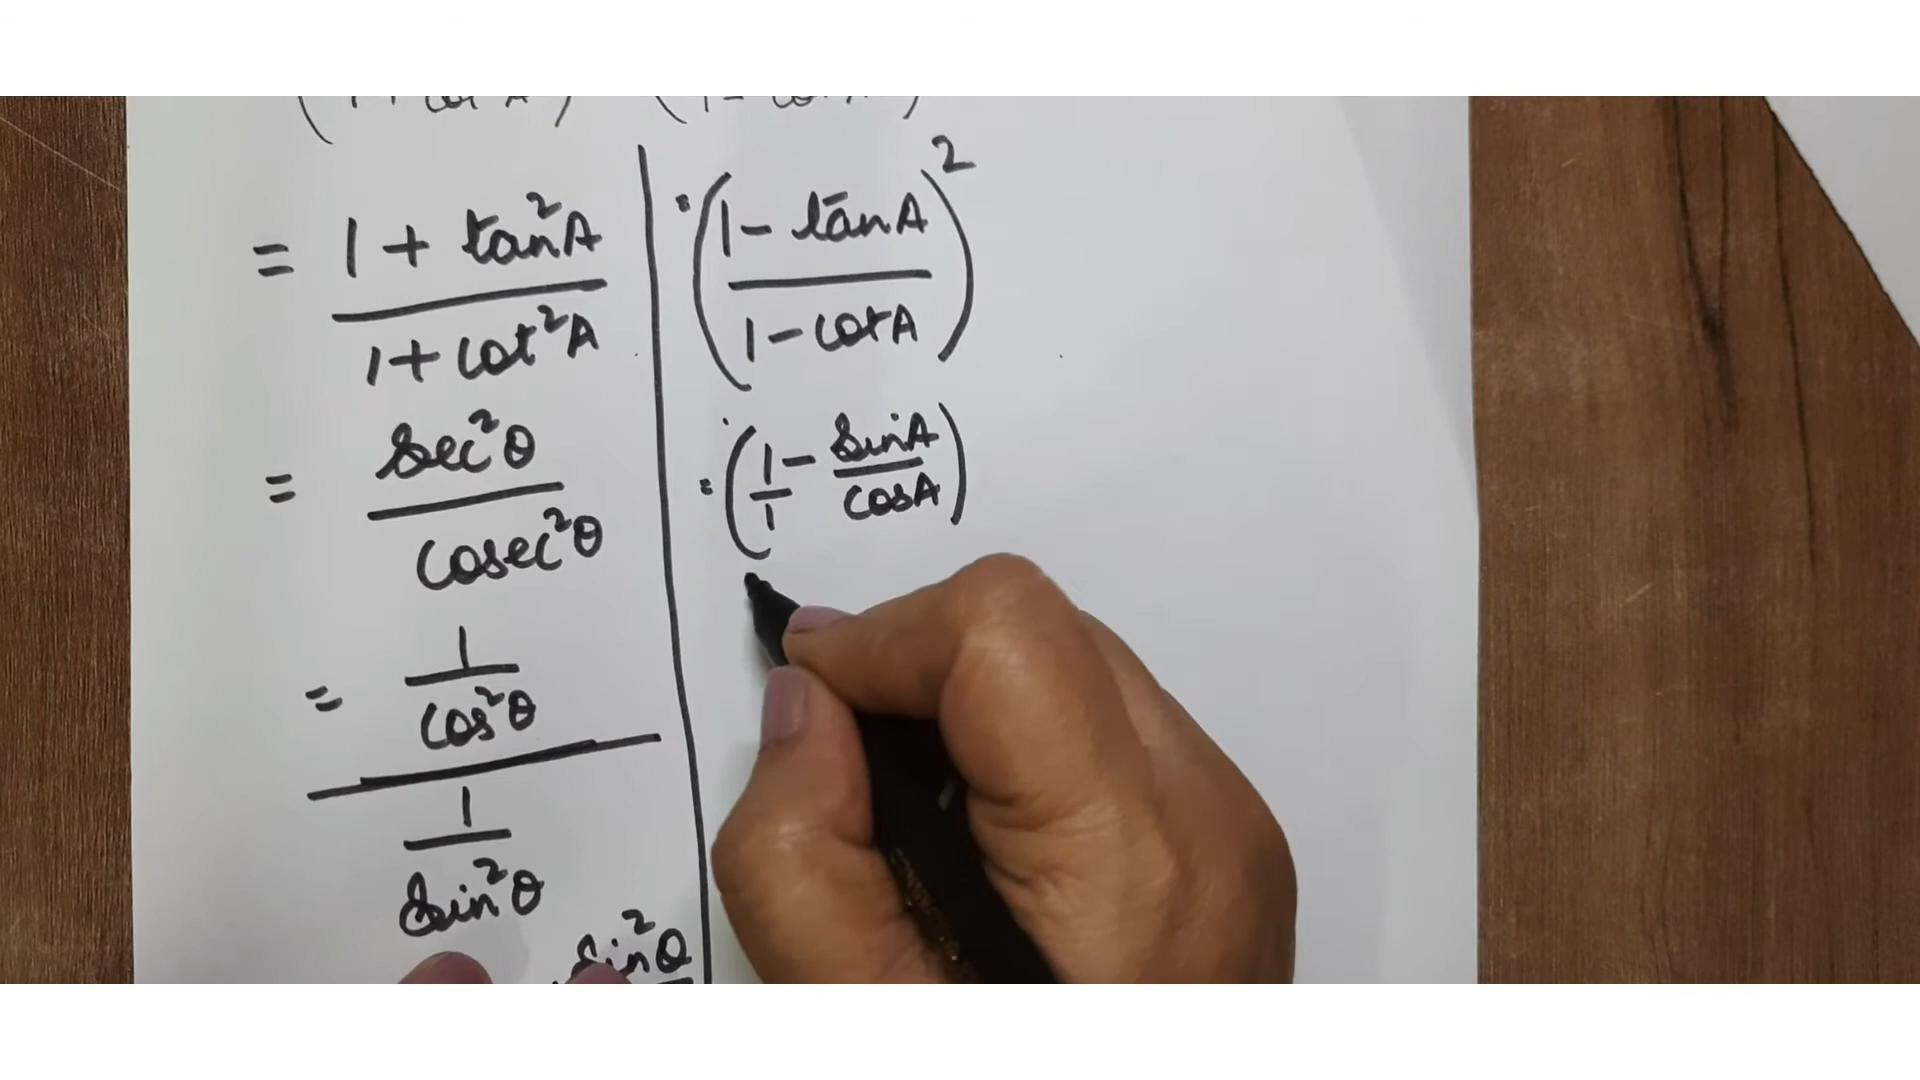 = 1 + tan²A / 1 + cot²A
= sec²θ / cosec²θ
= 1 / cos²θ
1 / sin²θ
sin²θ
= (1 - tanA / 1 - cotA)²
= (1/1 - sinA / cosA)